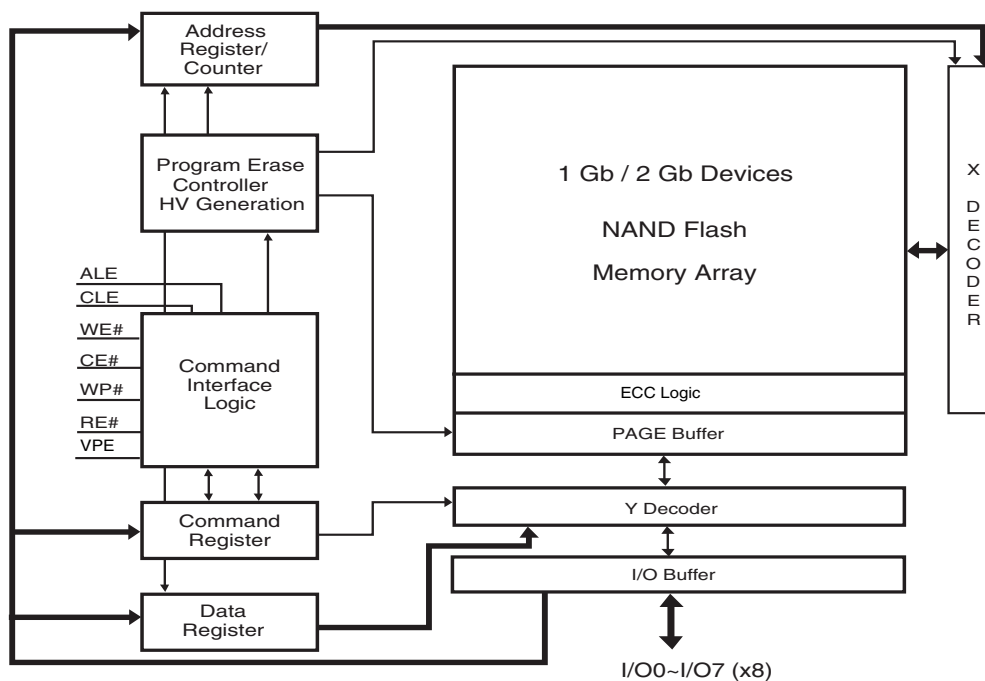 Address
Register/
Counter
Program Erase
Controller
HV Generation
ALE
CLE
WE#
CE#
WP#
RE#
VPE
Command
Interface
Logic
Command
Register
Data
Register
1 Gb / 2 Gb Devices
NAND Flash
Memory Array
ECC Logic
PAGE Buffer
Y Decoder
I/O Buffer
I/O0~I/O7 (x8)
X
D
E
C
O
D
E
R